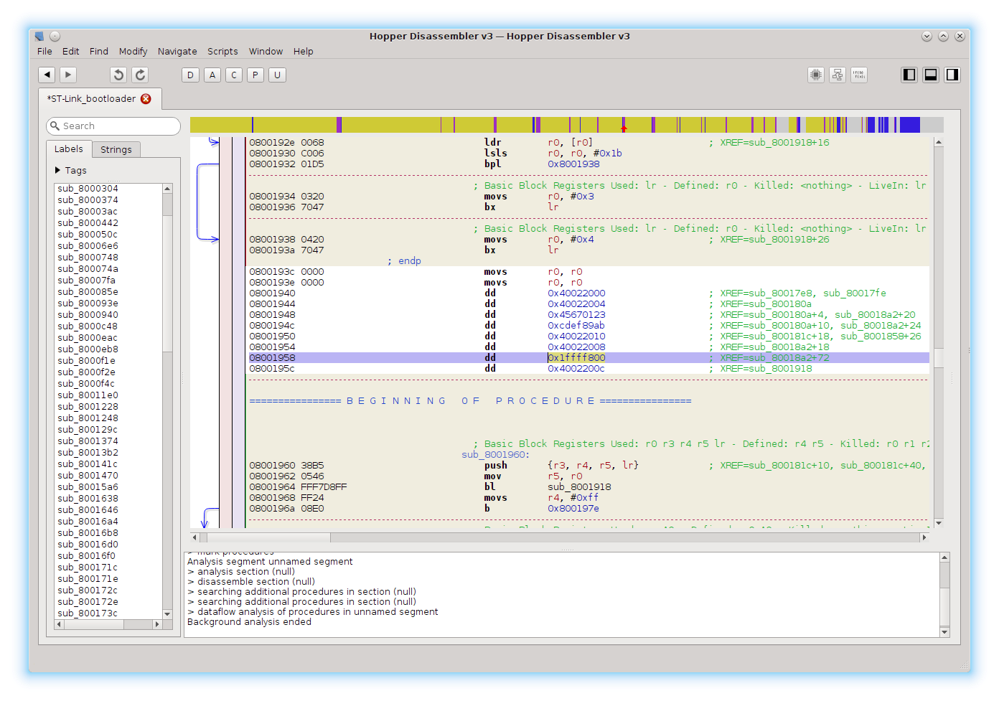 Hopper Disassembler v3 — Hopper Disassembler v3
File Edit Find Modify Navigate Scripts Window Help
D A C P U
*ST-Link_bootloader
Search
Labels Strings
Tags
sub_8000304
sub_8000374
sub_80003ac
sub_8000442
sub_800050c
sub_80006e6
sub_8000748
sub_800074a
sub_80007fa
sub_800085e
sub_800093e
sub_8000940
sub_8000c48
sub_8000eac
sub_8000eb8
sub_8000f1e
sub_8000f2e
sub_8000f4c
sub_80011e0
sub_8001228
sub_8001248
sub_800129c
sub_8001374
sub_80013b2
sub_800141c
sub_8001470
sub_80015a6
sub_8001638
sub_8001646
sub_80016a4
sub_80016b8
sub_80016d0
sub_80016f0
sub_800171c
sub_800171e
sub_800172c
sub_800172e
sub_800173c
0800192e 0068 ldr r0, [r0] ; XREF=sub_8001918+16
08001930 C006 lsls r0, r0, #0x1b
08001932 01D5 bpl 0x8001938
; Basic Block Registers Used: lr - Defined: r0 - Killed: <nothing> - LiveIn: lr
08001934 0320 movs r0, #0x3
08001936 7047 bx lr
; Basic Block Registers Used: lr - Defined: r0 - Killed: <nothing> - LiveIn: lr
08001938 0420 movs r0, #0x4 ; XREF=sub_8001918+26
0800193a 7047 bx lr
; endp
0800193c 0000 movs r0, r0
0800193e 0000 movs r0, r0
08001940 dd 0x40022000 ; XREF=sub_80017e8, sub_80017fe
08001944 dd 0x40022004 ; XREF=sub_800180a
08001948 dd 0x45670123 ; XREF=sub_800180a+4, sub_80018a2+20
0800194c dd 0xcdef89ab ; XREF=sub_800180a+10, sub_80018a2+24
08001950 dd 0x40022010 ; XREF=sub_800181c+18, sub_8001858+26
08001954 dd 0x40022008 ; XREF=sub_80018a2+18
08001958 dd 0x1ffff800 ; XREF=sub_80018a2+72
0800195c dd 0x4002200c ; XREF=sub_8001918
================ B E G I N N I N G   O F   P R O C E D U R E ================
; Basic Block Registers Used: r0 r3 r4 r5 lr - Defined: r4 r5 - Killed: r0 r1 r2
sub_8001960:
08001960 38B5 push {r3, r4, r5, lr} ; XREF=sub_800181c+10, sub_800181c+40,
08001962 0546 mov r5, r0
08001964 FFF7D8FF bl sub_8001918
08001968 FF24 movs r4, #0xff
0800196a 08E0 b 0x800197e
> mark procedures
Analysis segment unnamed segment
> analysis section (null)
> disassemble section (null)
> searching additional procedures in section (null)
> searching additional procedures in section (null)
> dataflow analysis of procedures in unnamed segment
Background analysis ended